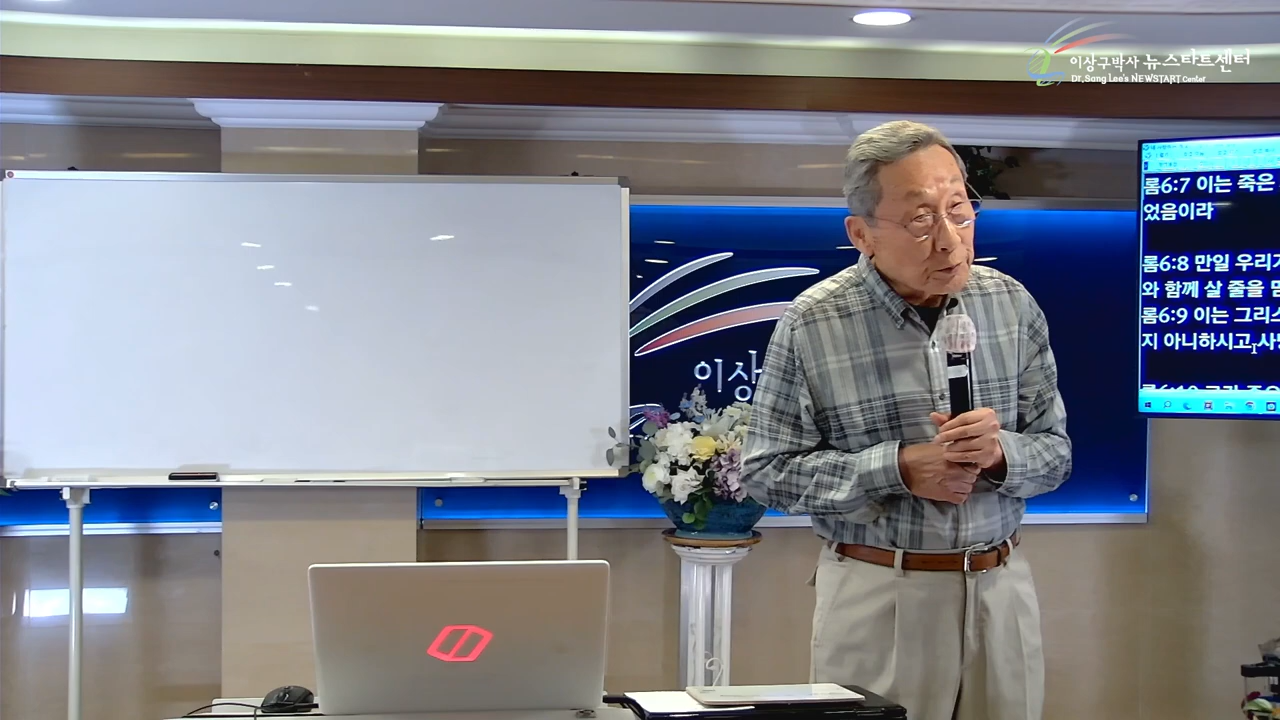 이상구박사 뉴스타트센터
Dr. Sang Lee's NEWSTART Center
롬6:7 이는 죽은
었음이라
롬6:8 만일 우리가
와 함께 살 줄을 믿
롬6:9 이는 그리스
지 아니하시고 사망
이상